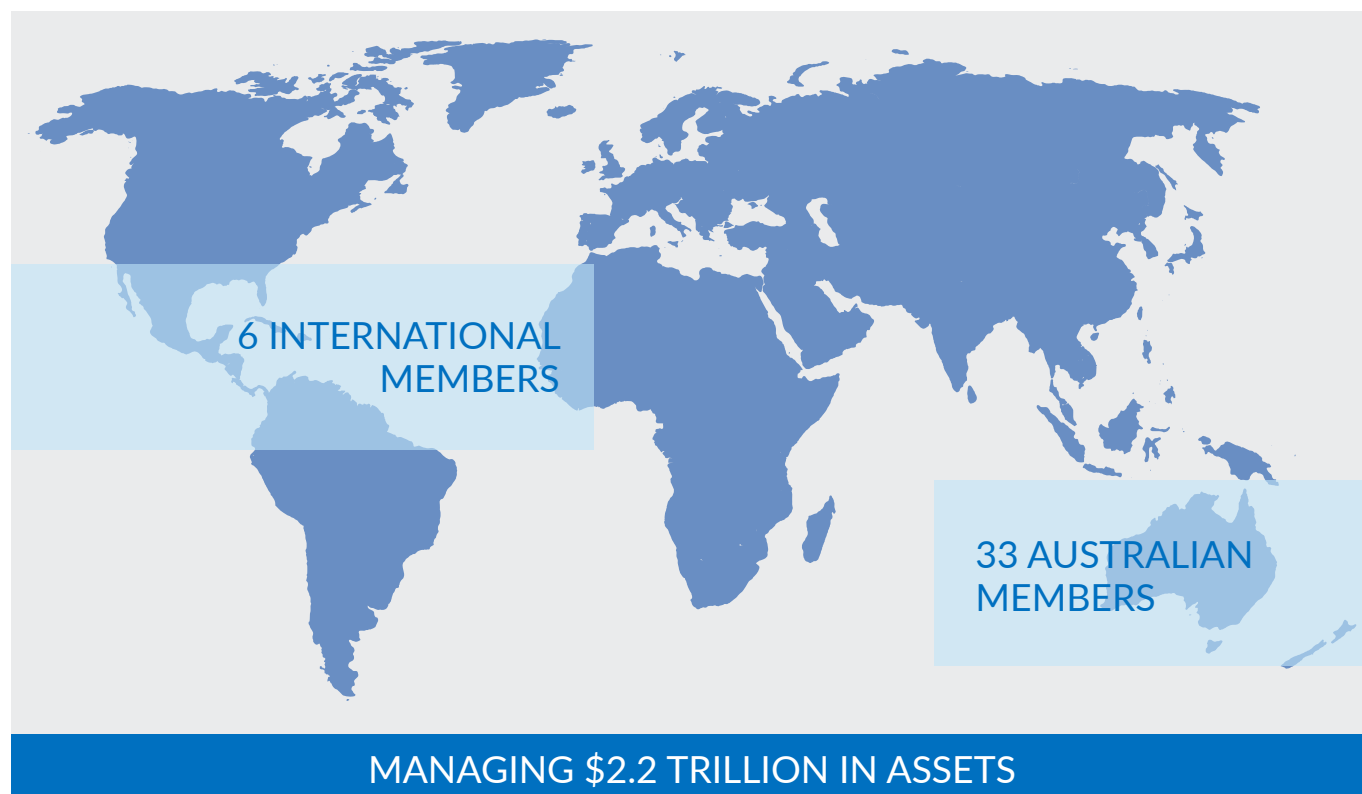 6 INTERNATIONAL
MEMBERS
33 AUSTRALIAN
MEMBERS
MANAGING $2.2 TRILLION IN ASSETS